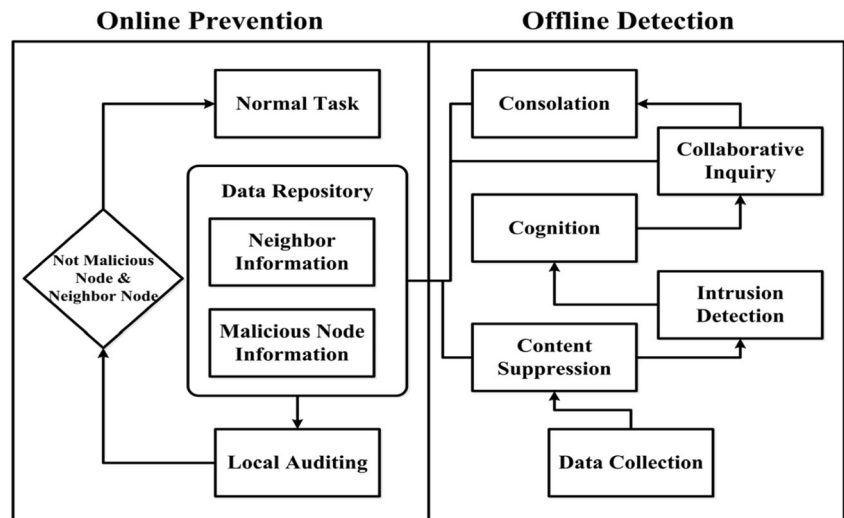 Online Prevention
Normal Task
Data Repository
Neighbor
Information
Malicious Node
Information
Not Malicious
Node &
Neighbor Node
Local Auditing
Offline Detection
Consolation
Collaborative
Inquiry
Cognition
Intrusion
Detection
Content
Suppression
Data Collection